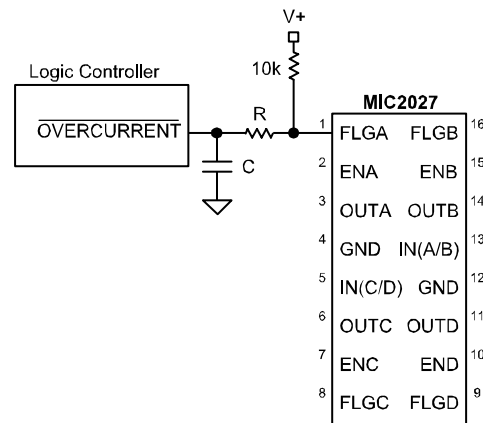 V+
10k
Logic Controller
OVERCURRENT
R
C
MIC2027
1 FLGA FLGB 16
2 ENA ENB 15
3 OUTA OUTB 14
4 GND IN(A/B) 13
5 IN(C/D) GND 12
6 OUTC OUTD 11
7 ENC END 10
8 FLGC FLGD 9